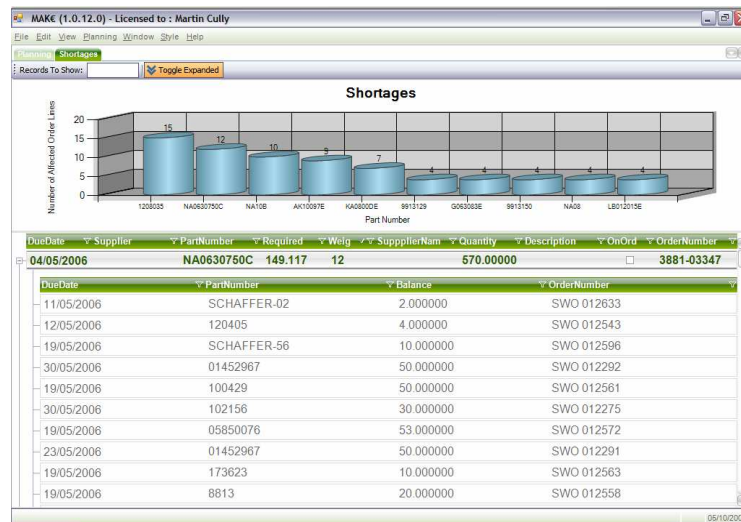 MAK€ (1.0.12.0) - Licensed to : Martin Cully
File Edit View Planning Window Style Help
Planning Shortages
Records To Show: Toggle Expanded
Shortages
Number of Affected Order Lines
20
15
10
5
0
15 12 10 9 7 4 4 4 4 4
1208035 NA0630750C NA10B AK10097E KA0800DE 9913129 G063083E 9913150 NA08 LB012015E
Part Number
DueDate Supplier PartNumber Required Weig SuppplierNam Quantity Description OnOrd OrderNumber
04/05/2006 NA0630750C 149.117 12 570.00000 3881-03347
DueDate PartNumber Balance OrderNumber
11/05/2006 SCHAFFER-02 2.000000 SWO 012633
12/05/2006 120405 4.000000 SWO 012543
19/05/2006 SCHAFFER-56 10.000000 SWO 012596
30/05/2006 01452967 50.000000 SWO 012292
19/05/2006 100429 50.000000 SWO 012561
30/05/2006 102156 30.000000 SWO 012275
19/05/2006 05850076 53.000000 SWO 012572
23/05/2006 01452967 50.000000 SWO 012291
19/05/2006 173623 10.000000 SWO 012563
19/05/2006 8813 20.000000 SWO 012558
05/10/200